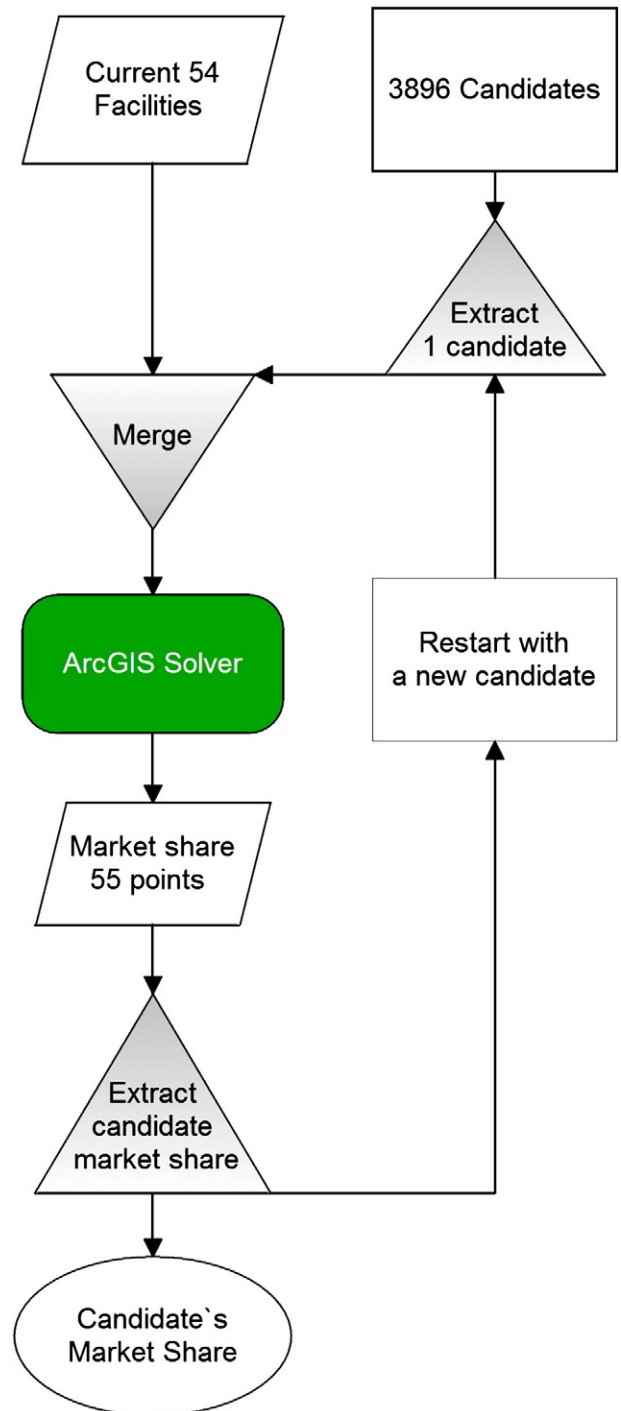 Current 54
Facilities
3896 Candidates
Extract
1 candidate
Merge
ArcGIS Solver
Restart with
a new candidate
Market share
55 points
Extract
candidate
market share
Candidate`s
Market Share